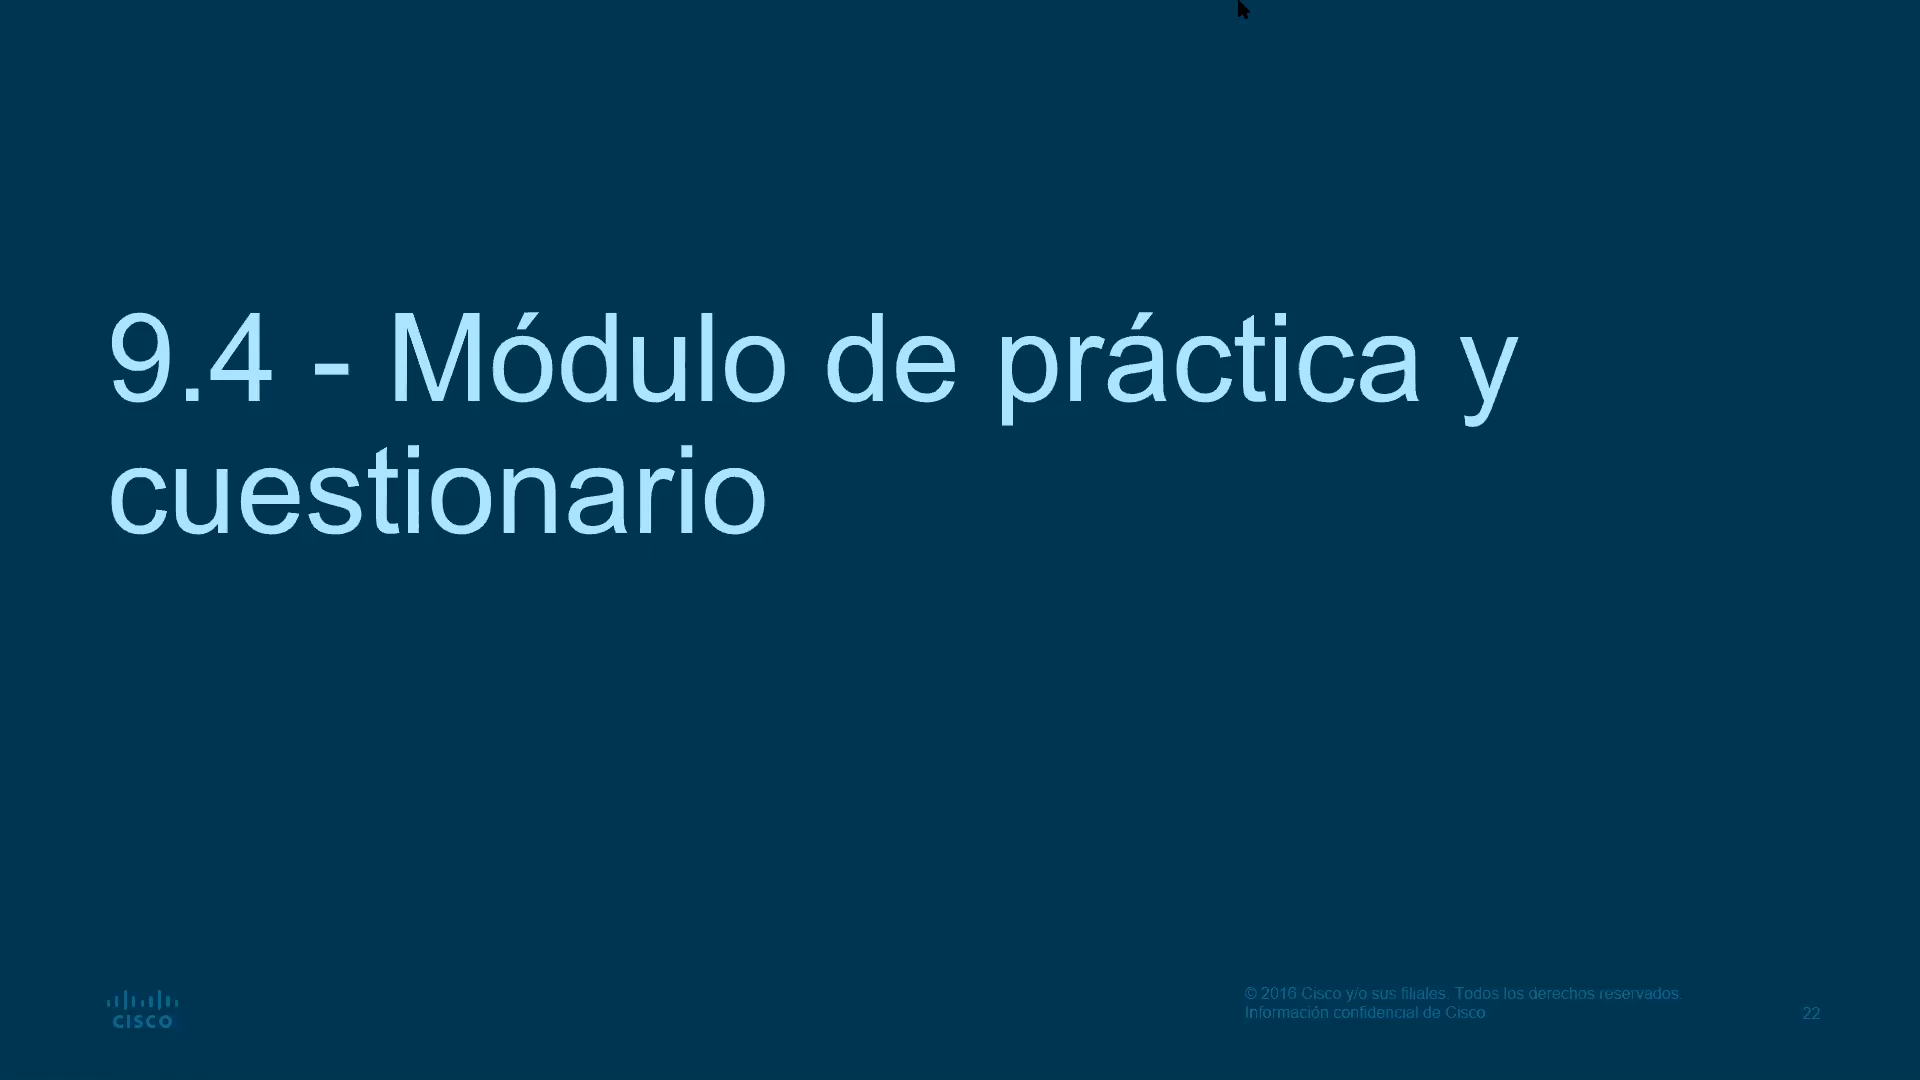 9.4 - Módulo de práctica y
cuestionario
CISCO
© 2016 Cisco y/o sus filiales. Todos los derechos reservados.
Información confidencial de Cisco
22